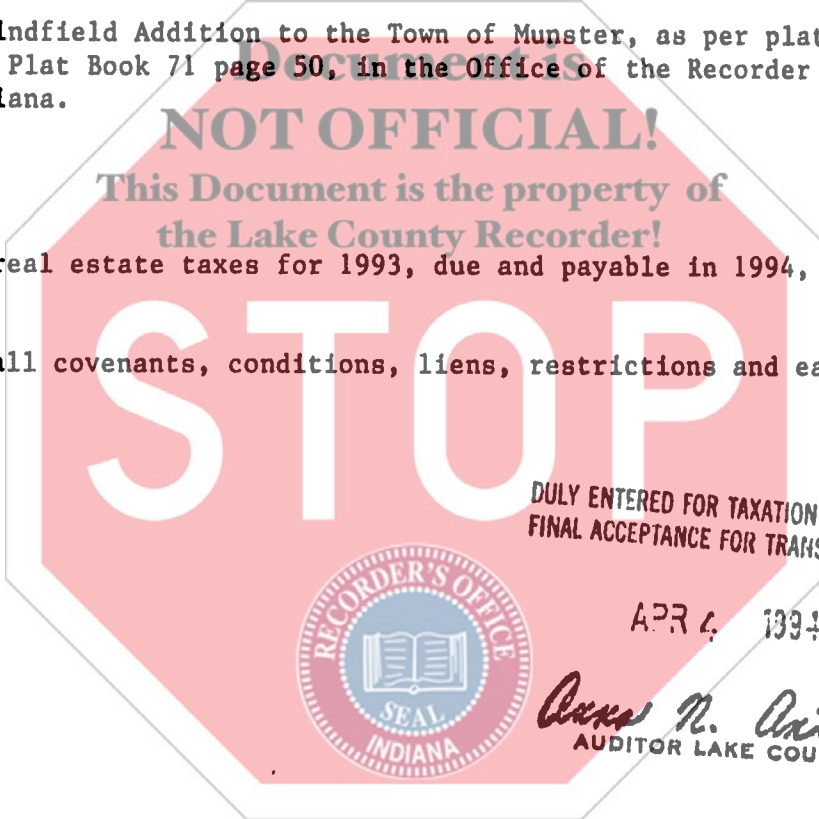 indfield Addition to the Town of Munster, as per plat
Document is
Plat Book 71 page 50, in the Office of the Recorder
iana.
NOT OFFICIAL!
This Document is the property of
the Lake County Recorder!
real estate taxes for 1993, due and payable in 1994,
STOP
all covenants, conditions, liens, restrictions and ea
DULY ENTERED FOR TAXATION
FINAL ACCEPTANCE FOR TRANS
APR 4 1994
RECORDER'S OFFICE
SEAL
INDIANA
N.
AUDITOR LAKE COU